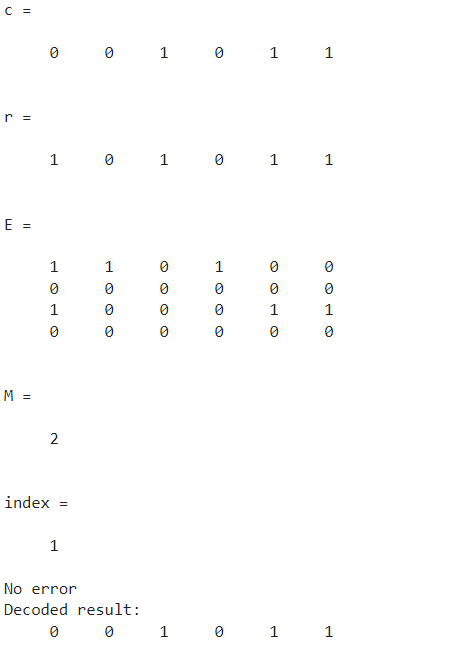 c =
0 0 1 0 1 1
r =
1 0 1 0 1 1
E =
1 1 0 1 0 0
0 0 0 0 0 0
1 0 0 0 1 1
0 0 0 0 0 0
M =
2
index =
1
No error
Decoded result:
0 0 1 0 1 1